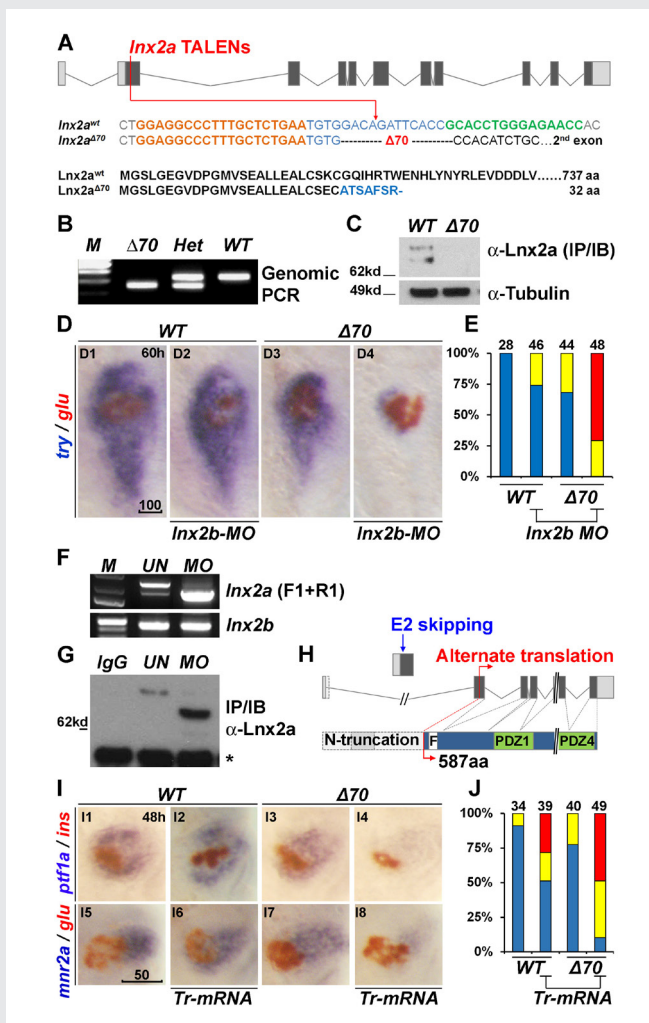 A
lnx2a TALENs
lnx2a^wt CTGGAGGCCCTTTGCTCTGAATGTGGACAGATTCACCGCACCTGGGAGAACCAC
lnx2a^Δ70 CTGGAGGCCCTTTGCTCTGAATGTG---------- Δ70 ----------CCACATCTGC...2nd exon
Lnx2a^wt MGSLGEGVDPGMVSEALLEALCSKCGQIHRTWENHLYNYRLEVDDDLV......737 aa
Lnx2a^Δ70 MGSLGEGVDPGMVSEALLEALCSECATSAFSR- 32 aa
B
M Δ70 Het WT
Genomic PCR
C
WT Δ70
α-Lnx2a (IP/IB)
62kd
49kd
α-Tubulin
D
WT Δ70
try / glu
D1 60h D2 D3 D4
100
lnx2b-MO lnx2b-MO
E
28 46 44 48
100%
75%
50%
25%
0%
WT Δ70
lnx2b MO
F
M UN MO
lnx2a (F1+R1)
lnx2b
G
IgG UN MO
IP/IB
α-Lnx2a
62kd
*
H
E2 skipping
Alternate translation
//
N-truncation F PDZ1 PDZ4
587aa
I
WT Δ70
ptf1a / ins
I1 48h I2 I3 I4
mnr2a / glu
I5 I6 I7 I8
50
Tr-mRNA Tr-mRNA
J
34 39 40 49
100%
75%
50%
25%
0%
WT Δ70
Tr-mRNA